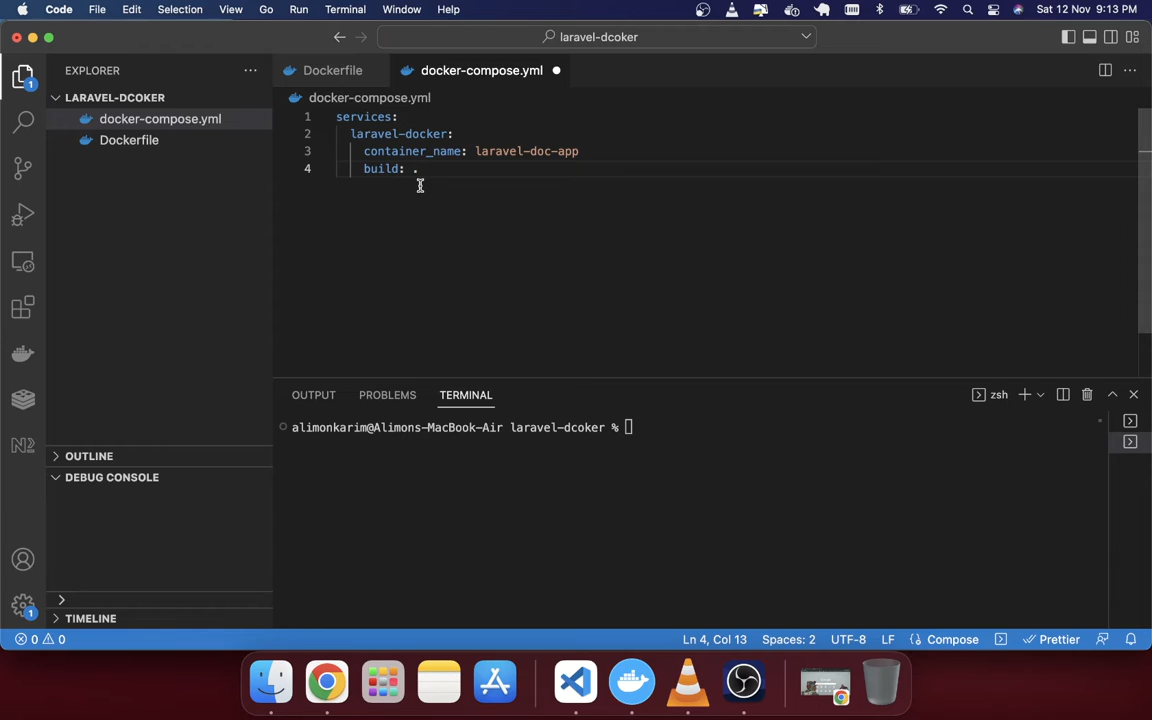 Code File Edit Selection View Go Run Terminal Window Help Sat 12 Nov 9:13 PM
laravel-dcoker
EXPLORER
Dockerfile
docker-compose.yml
LARAVEL-DCOKER
docker-compose.yml
Dockerfile
docker-compose.yml
1 services:
2 laravel-docker:
3 container_name: laravel-doc-app
4 build: .
1
OUTLINE
DEBUG CONSOLE
TIMELINE
1
OUTPUT PROBLEMS TERMINAL
zsh
alimonkarim@Alimons-MacBook-Air laravel-dcoker %
0 0 Ln 4, Col 13 Spaces: 2 UTF-8 LF Compose Prettier